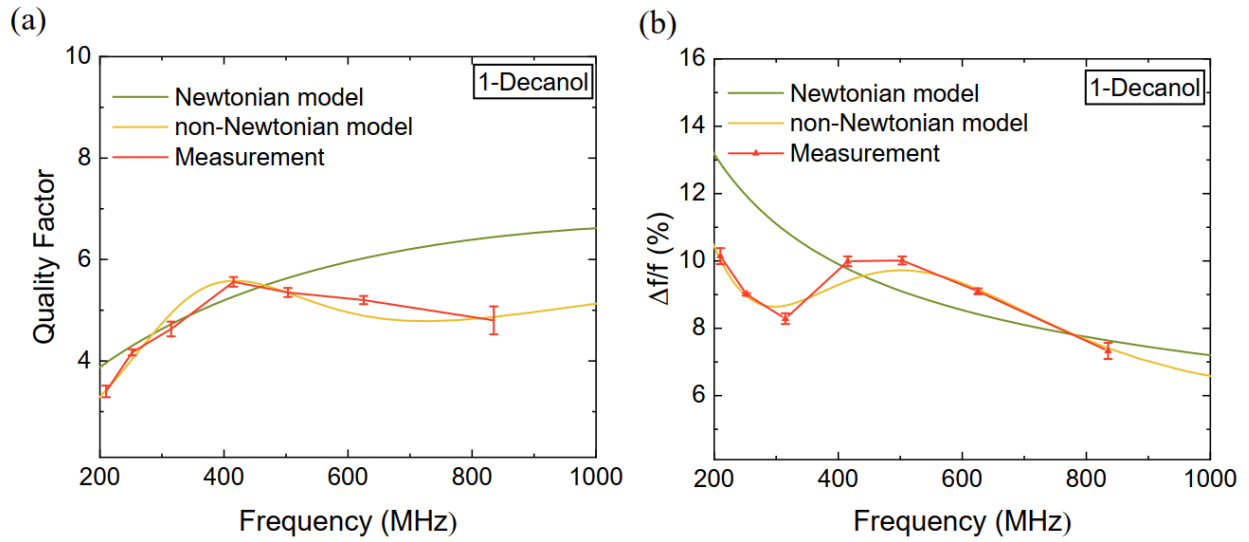 (a)
10
8
6
4
200
400
600
800
1000
Quality Factor
Frequency (MHz)
1-Decanol
Newtonian model
non-Newtonian model
Measurement
(b)
16
14
12
10
8
6
200
400
600
800
1000
Δf/f (%)
Frequency (MHz)
1-Decanol
Newtonian model
non-Newtonian model
Measurement